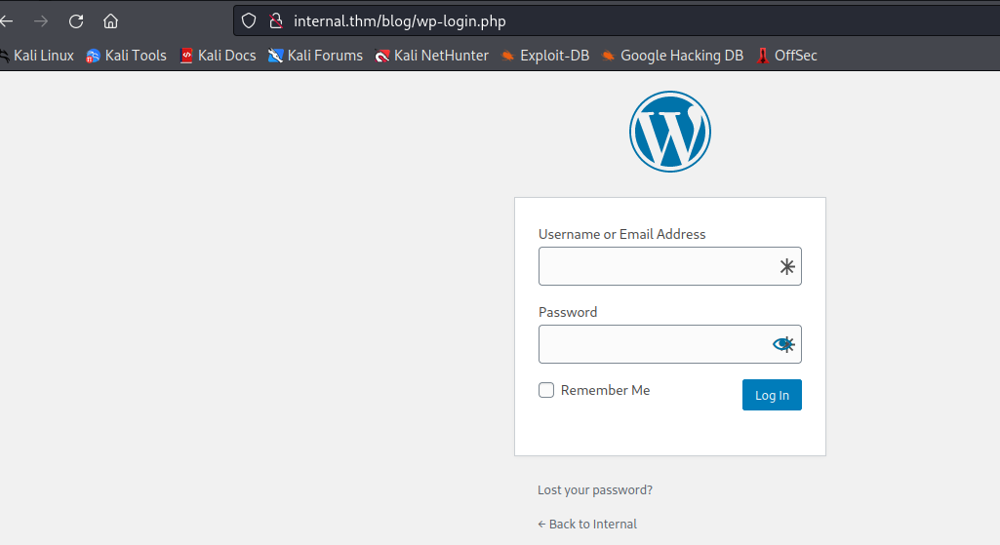 internal.thm/blog/wp-login.php
Kali Linux Kali Tools Kali Docs Kali Forums Kali NetHunter Exploit-DB Google Hacking DB OffSec
Username or Email Address
Password
Remember Me Log In
Lost your password?
← Back to Internal